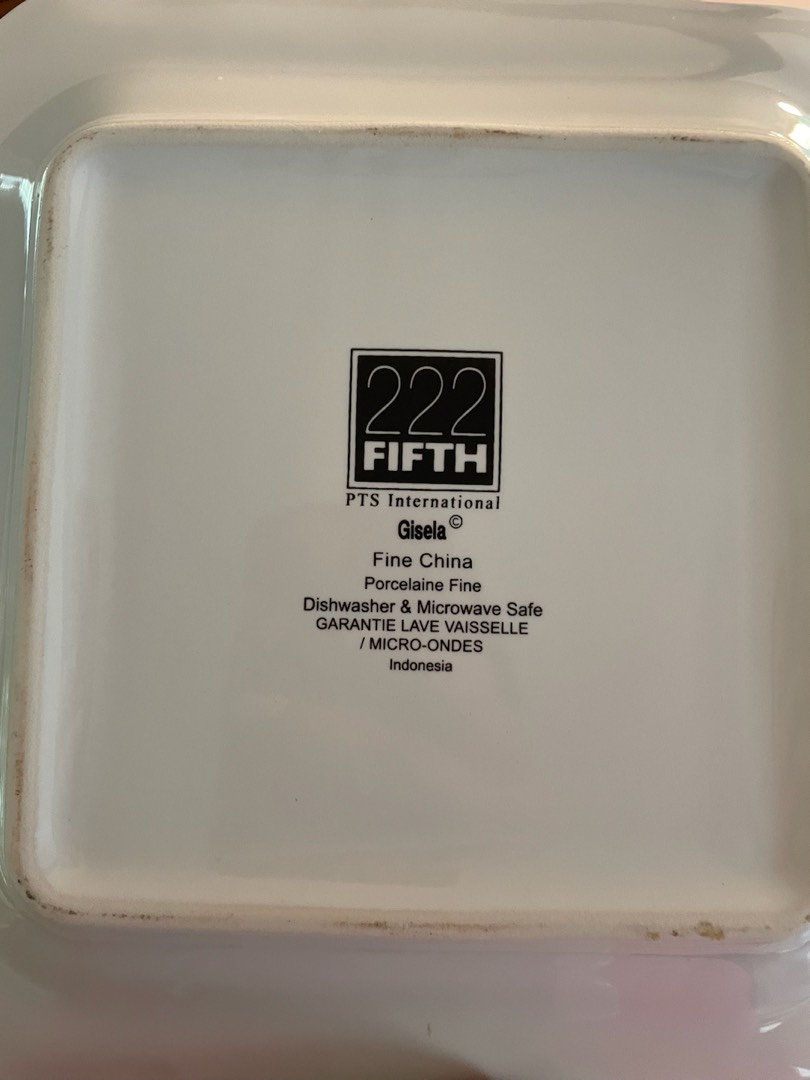 222
FIFTH
PTS International
Gisela©
Fine China
Porcelaine Fine
Dishwasher & Microwave Safe
GARANTIE LAVE VAISSELLE
/ MICRO-ONDES
Indonesia